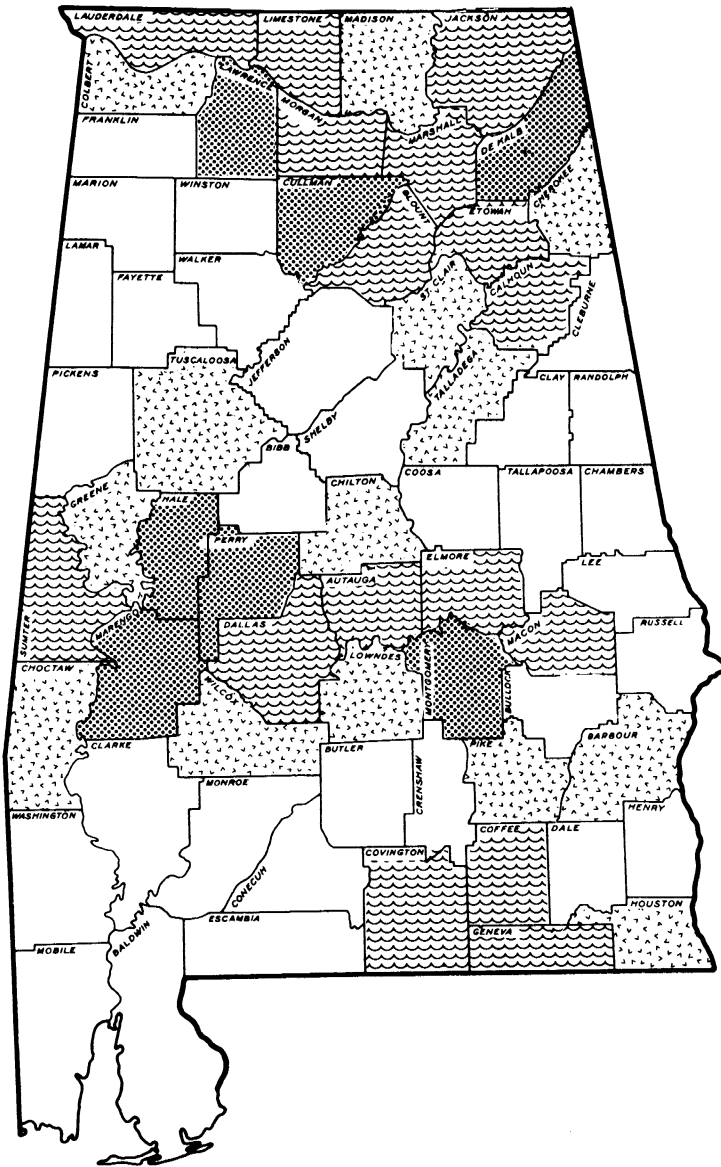 LAUDERDALE
LIMESTONE
MADISON
JACKSON
COLBERT
LAWRENCE
MORGAN
FRANKLIN
MARSHALL
DE KALB
MARION
WINSTON
CULLMAN
BLOUNT
ETOWAH
CHEROKEE
LAMAR
FAYETTE
WALKER
ST. CLAIR
CALHOUN
CLEBURNE
JEFFERSON
TUSCALOOSA
PICKENS
TALLADEGA
CLAY
RANDOLPH
SHELBY
BIBB
COOSA
TALLAPOOSA
CHAMBERS
GREENE
HALE
CHILTON
PERRY
ELMORE
LEE
SUMTER
MARENGO
AUTAUGA
DALLAS
MACON
RUSSELL
CHOCTAW
WILCOX
LOWNDES
MONTGOMERY
BULLOCK
CLARKE
BUTLER
PIKE
BARBOUR
MONROE
CRENSHAW
HENRY
WASHINGTON
CONECUH
COVINGTON
COFFEE
DALE
ESCAMBIA
HOUSTON
GENEVA
MOBILE
BALDWIN